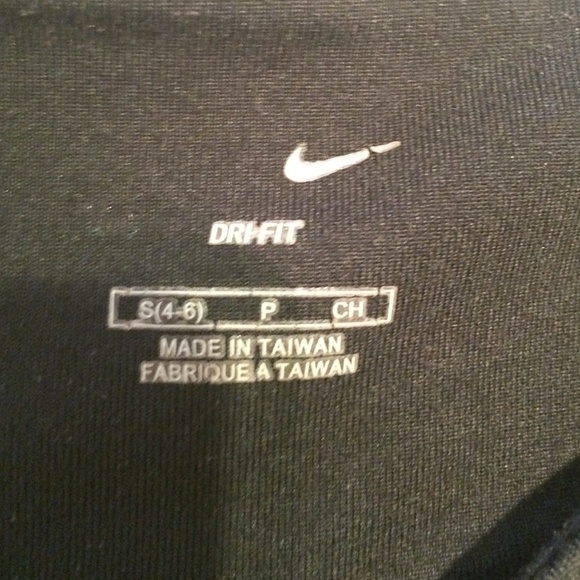 DRI-FIT
S(4-6) P CH
MADE IN TAIWAN
FABRIQUE A TAIWAN